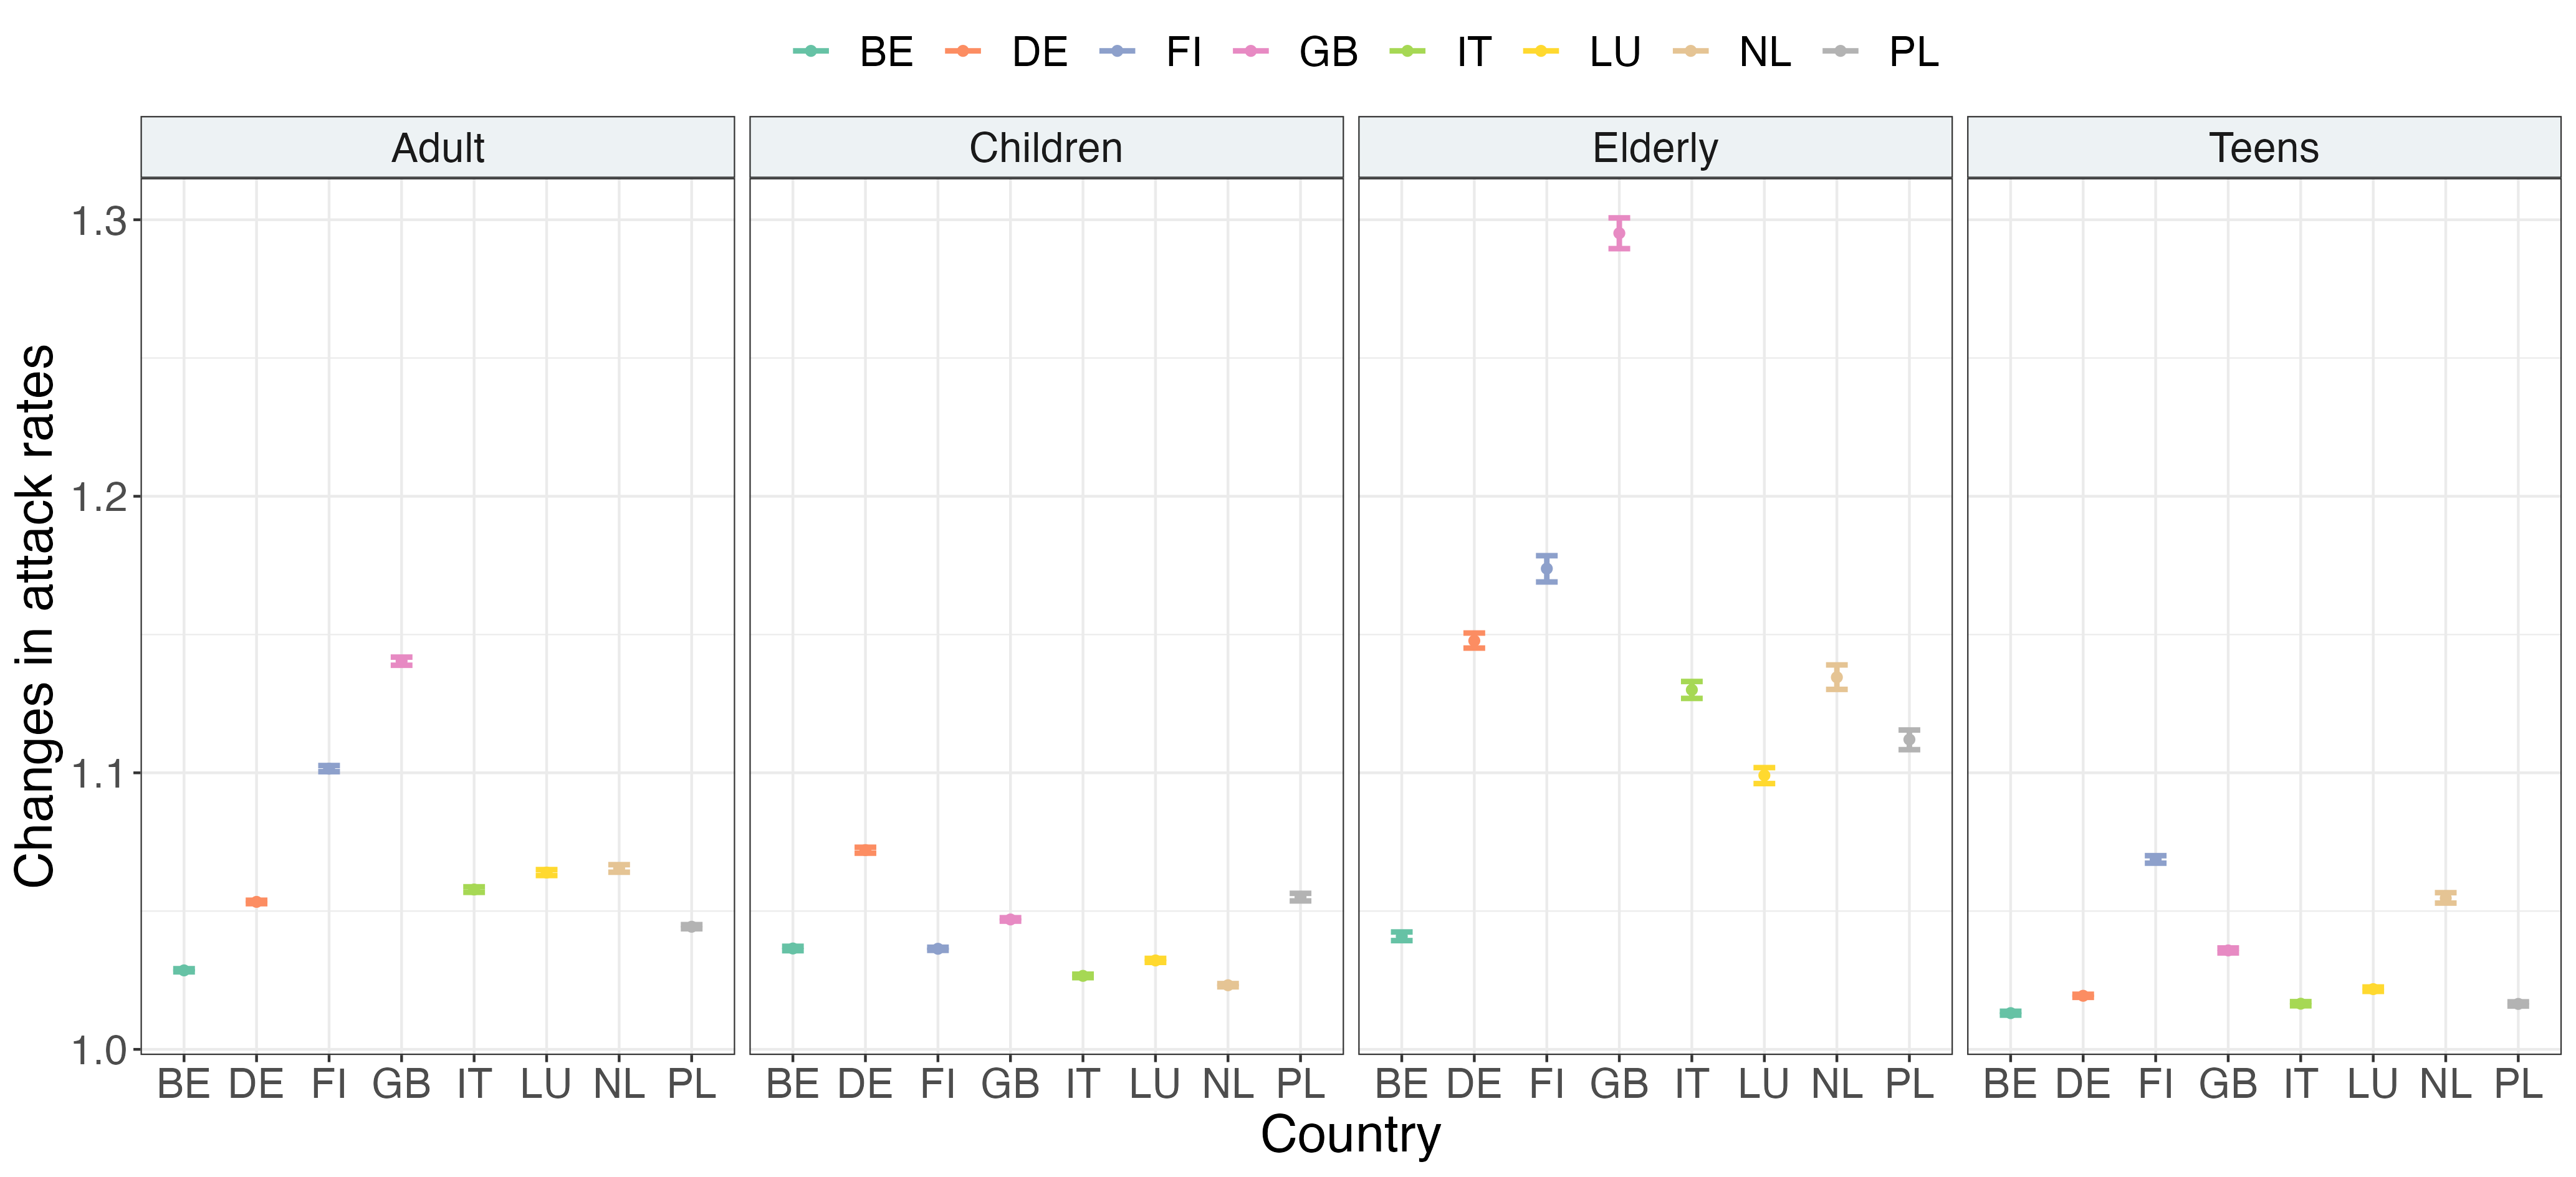 BE DE FI GB IT LU NL PL
Adult Children Elderly Teens
1.3
1.2
1.1
1.0
Changes in attack rates
BE DE FI GB IT LU NL PL BE DE FI GB IT LU NL PL BE DE FI GB IT LU NL PL BE DE FI GB IT LU NL PL
Country